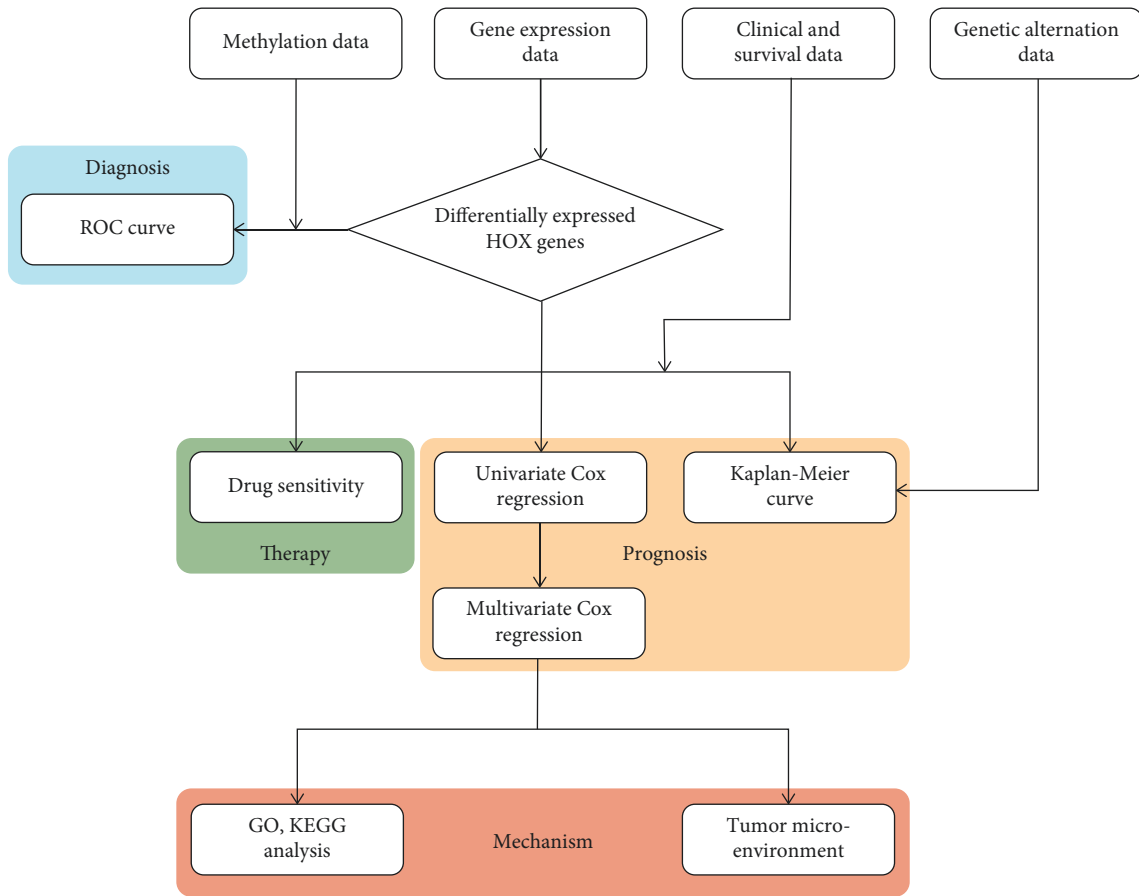 Methylation data
Gene expression
data
Clinical and
survival data
Genetic alternation
data
Diagnosis
ROC curve
Differentially expressed
HOX genes
Drug sensitivity
Therapy
Univariate Cox
regression
Kaplan-Meier
curve
Prognosis
Multivariate Cox
regression
GO, KEGG
analysis
Mechanism
Tumor micro-
environment